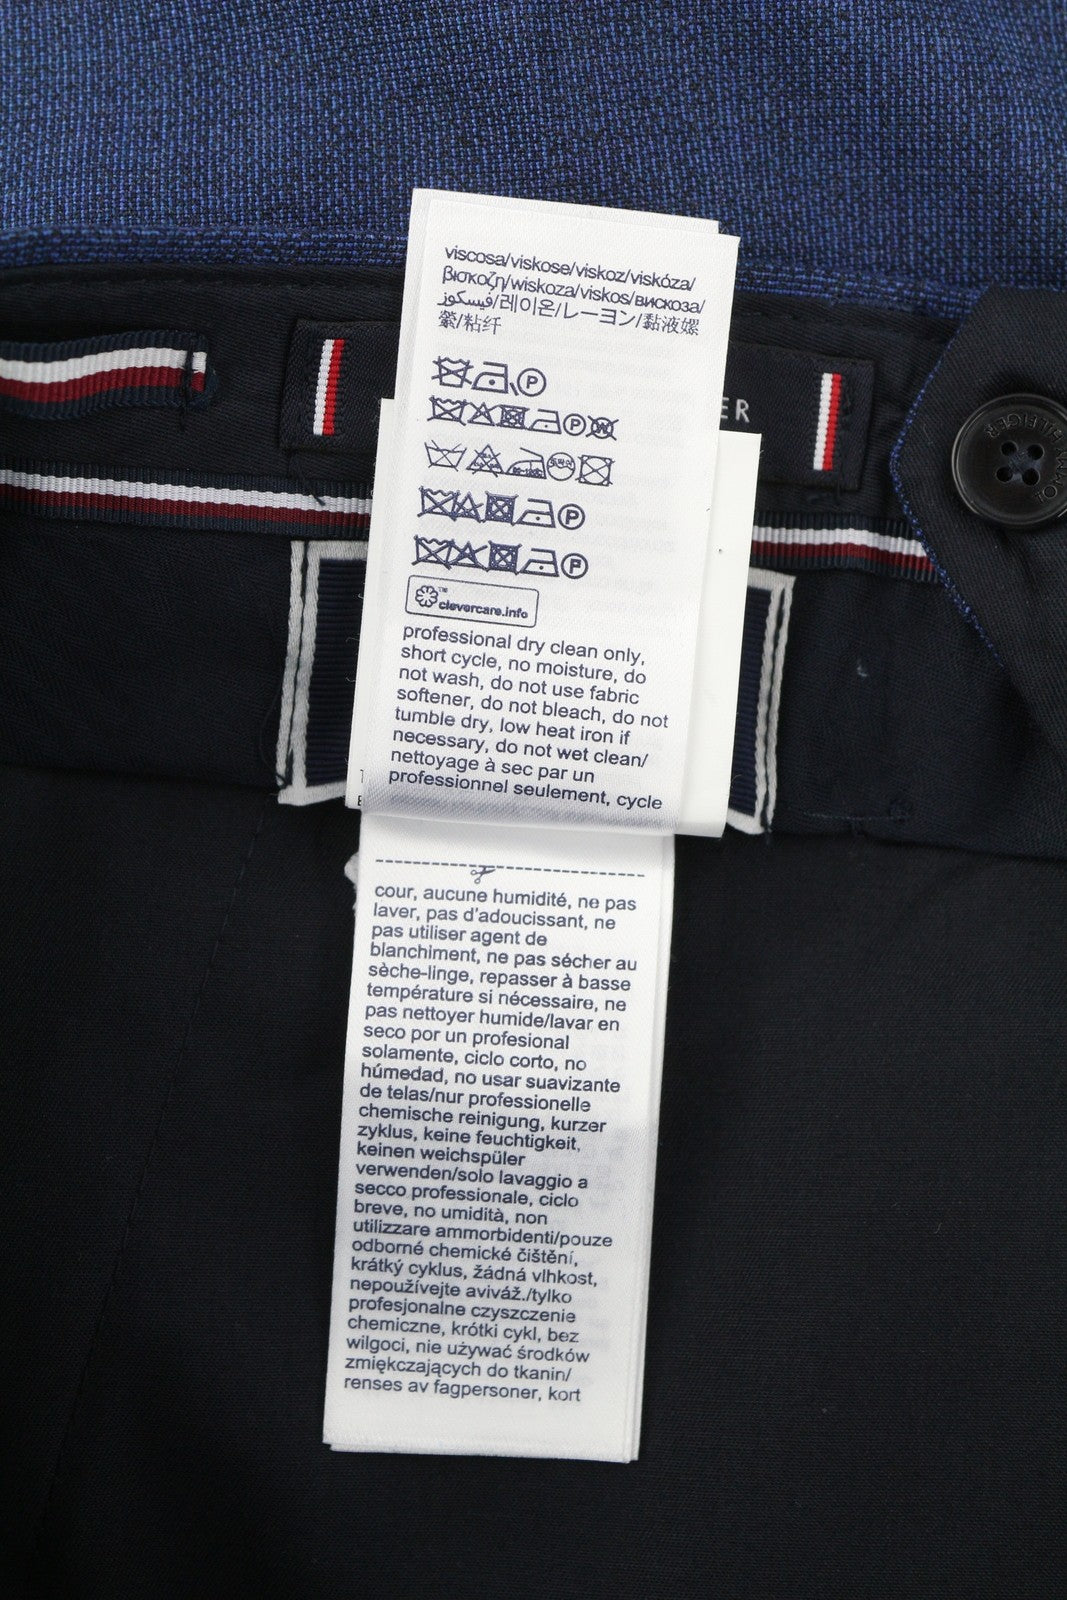 viscosa/viskose/viskoz/viskóza/
βισκοζη/wiskoza/viskos/вискоза/
فيسكوز/레이온/レーヨン/黏液嫘
縈/粘纤
P
P W
P
P
ER
HILFIGER
clevercare.info
professional dry clean only,
short cycle, no moisture, do
not wash, do not use fabric
softener, do not bleach, do not
tumble dry, low heat iron if
necessary, do not wet clean/
nettoyage à sec par un
professionnel seulement, cycle
cour, aucune humidité, ne pas
laver, pas d'adoucissant, ne
pas utiliser agent de
blanchiment, ne pas sécher au
sèche-linge, repasser à basse
température si nécessaire, ne
pas nettoyer humide/lavar en
seco por un profesional
solamente, ciclo corto, no
húmedad, no usar suavizante
de telas/nur professionelle
chemische reinigung, kurzer
zyklus, keine feuchtigkeit,
keinen weichspüler
verwenden/solo lavaggio a
secco professionale, ciclo
breve, no umidità, non
utilizzare ammorbidenti/pouze
odborné chemické čištění,
krátký cyklus, žádná vlhkost,
nepoužívejte aviváž./tylko
profesjonalne czyszczenie
chemiczne, krótki cykl, bez
wilgoci, nie używać środków
zmiękczających do tkanin/
renses av fagpersoner, kort